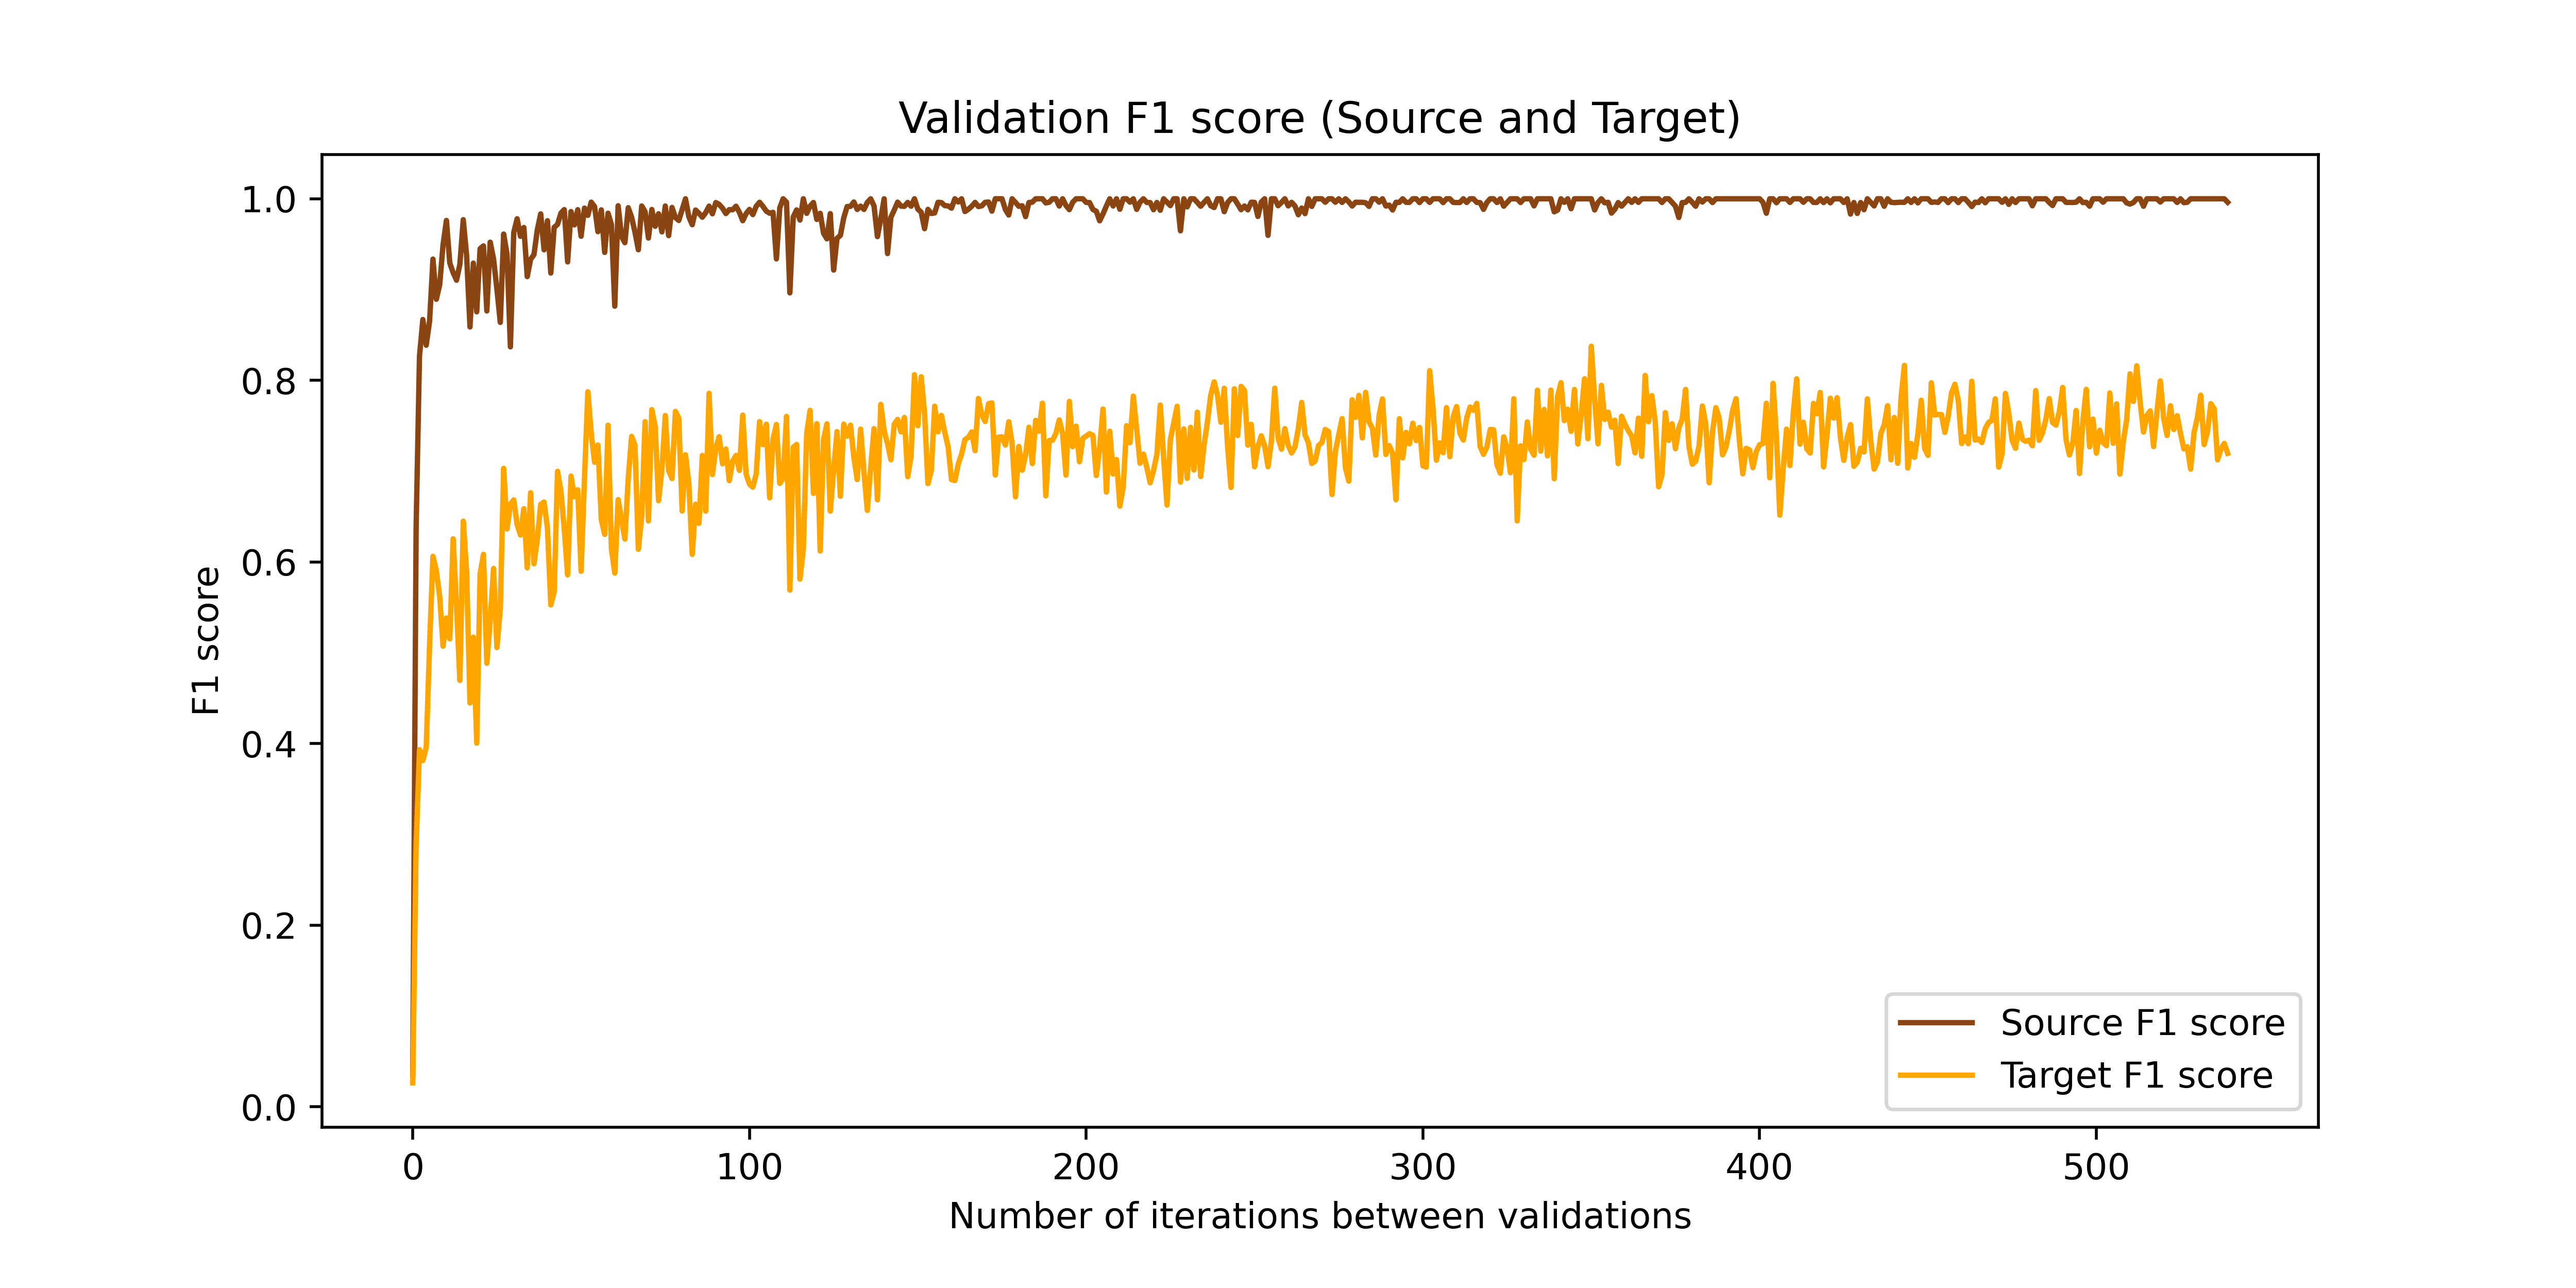 Validation F1 score (Source and Target)
1.0
0.8
0.6
0.4
0.2
0.0
F1 score
0 100 200 300 400 500
Number of iterations between validations
Source F1 score
Target F1 score